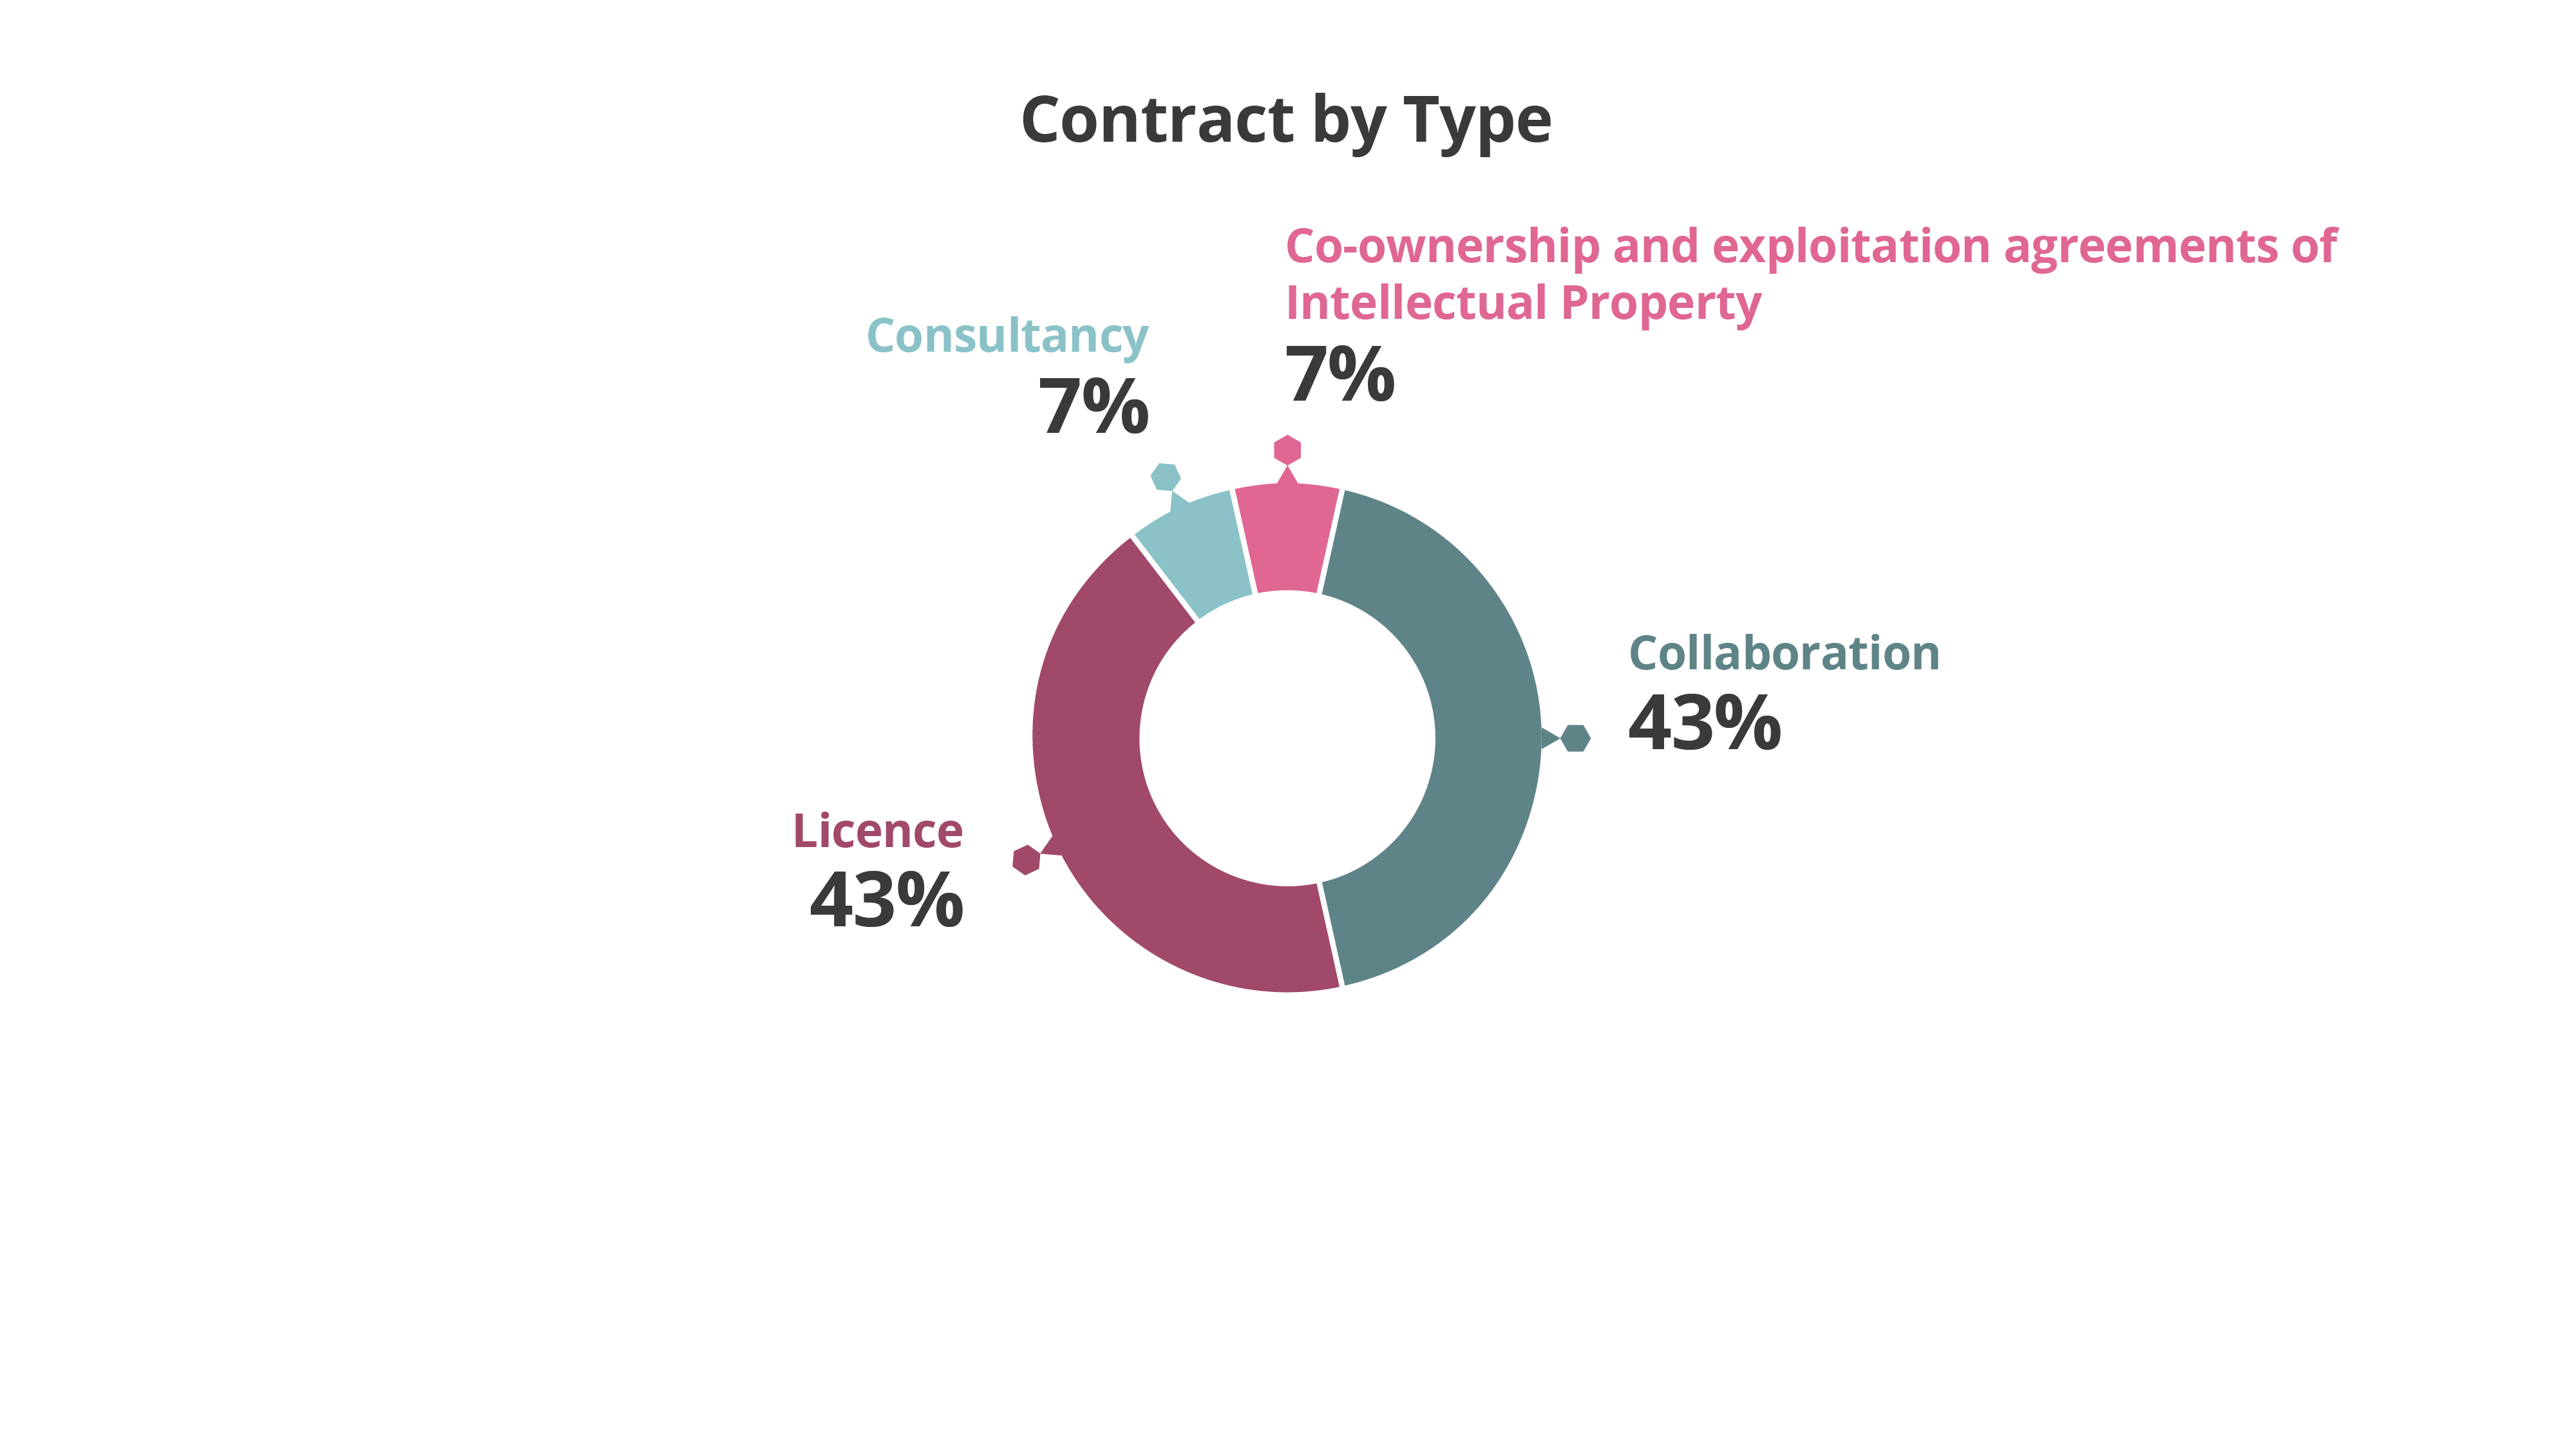 Contract by Type
Co-ownership and exploitation agreements of
Intellectual Property
7%
Consultancy
7%
Collaboration
43%
Licence
43%